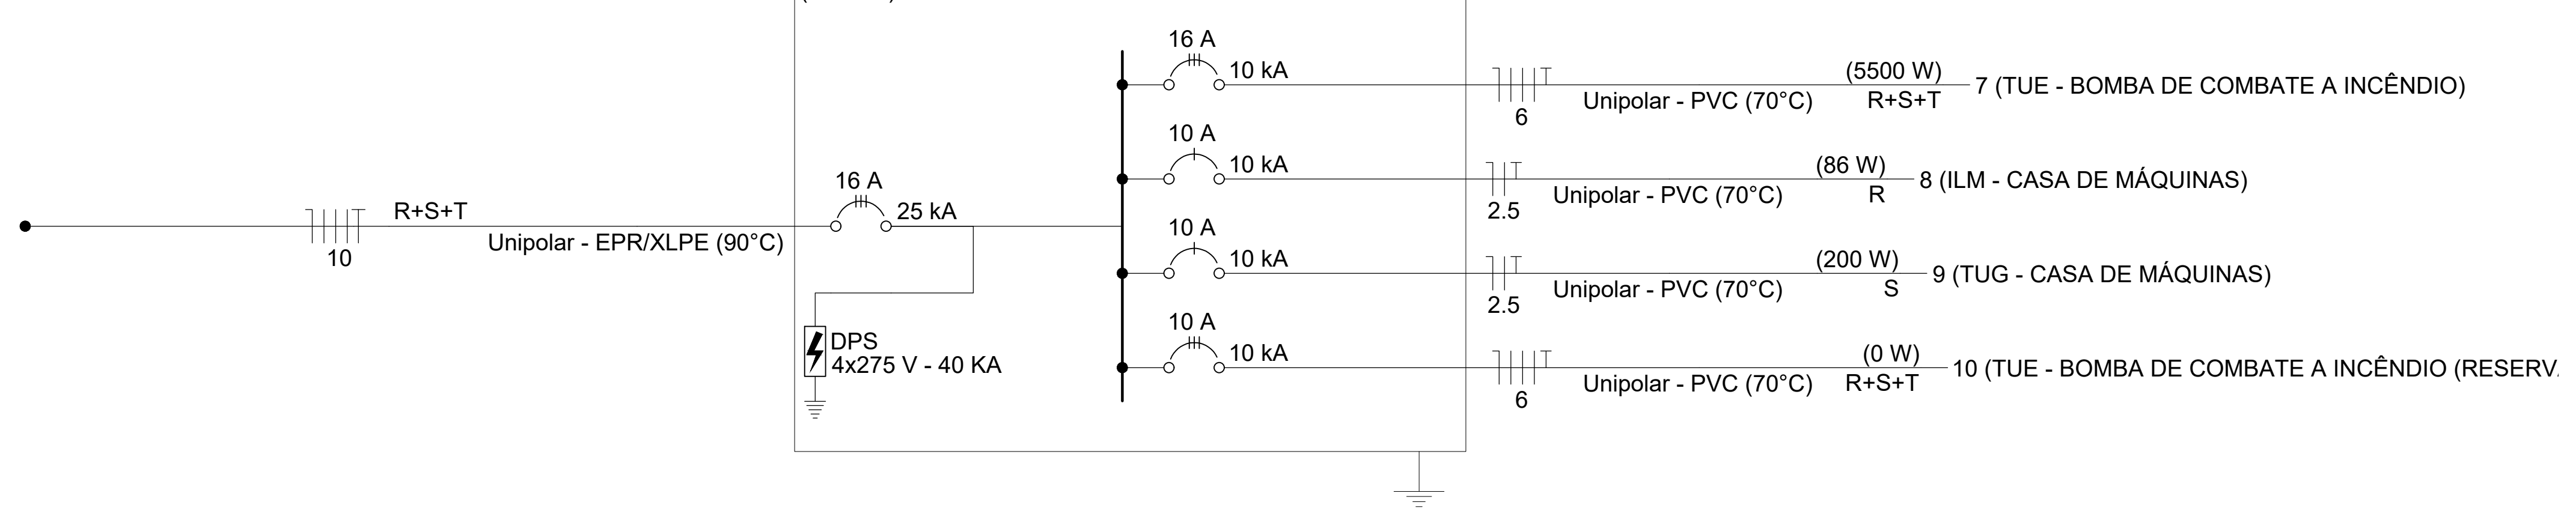 16 A
10 kA
(5500 W)
7 (TUE - BOMBA DE COMBATE A INCÊNDIO)
Unipolar - PVC (70°C)
R+S+T
6
10 A
10 kA
(86 W)
8 (ILM - CASA DE MÁQUINAS)
Unipolar - PVC (70°C)
R
2.5
16 A
25 kA
R+S+T
Unipolar - EPR/XLPE (90°C)
10
10 A
10 kA
(200 W)
9 (TUG - CASA DE MÁQUINAS)
Unipolar - PVC (70°C)
S
2.5
DPS
4x275 V - 40 KA
10 A
10 kA
(0 W)
10 (TUE - BOMBA DE COMBATE A INCÊNDIO (RESERV
Unipolar - PVC (70°C)
R+S+T
6